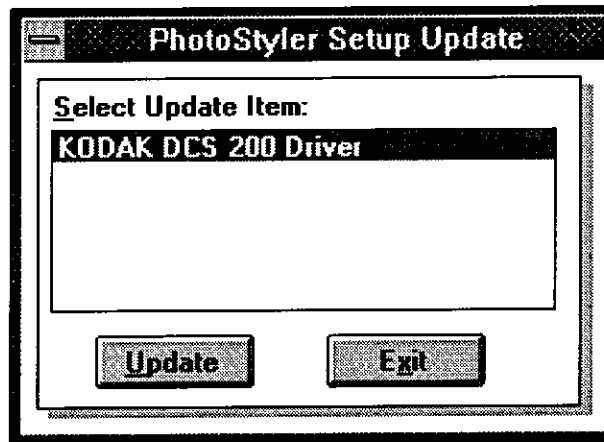 PhotoStyler Setup Update
Select Update Item:
KODAK DCS 200 Driver
Update
Exit